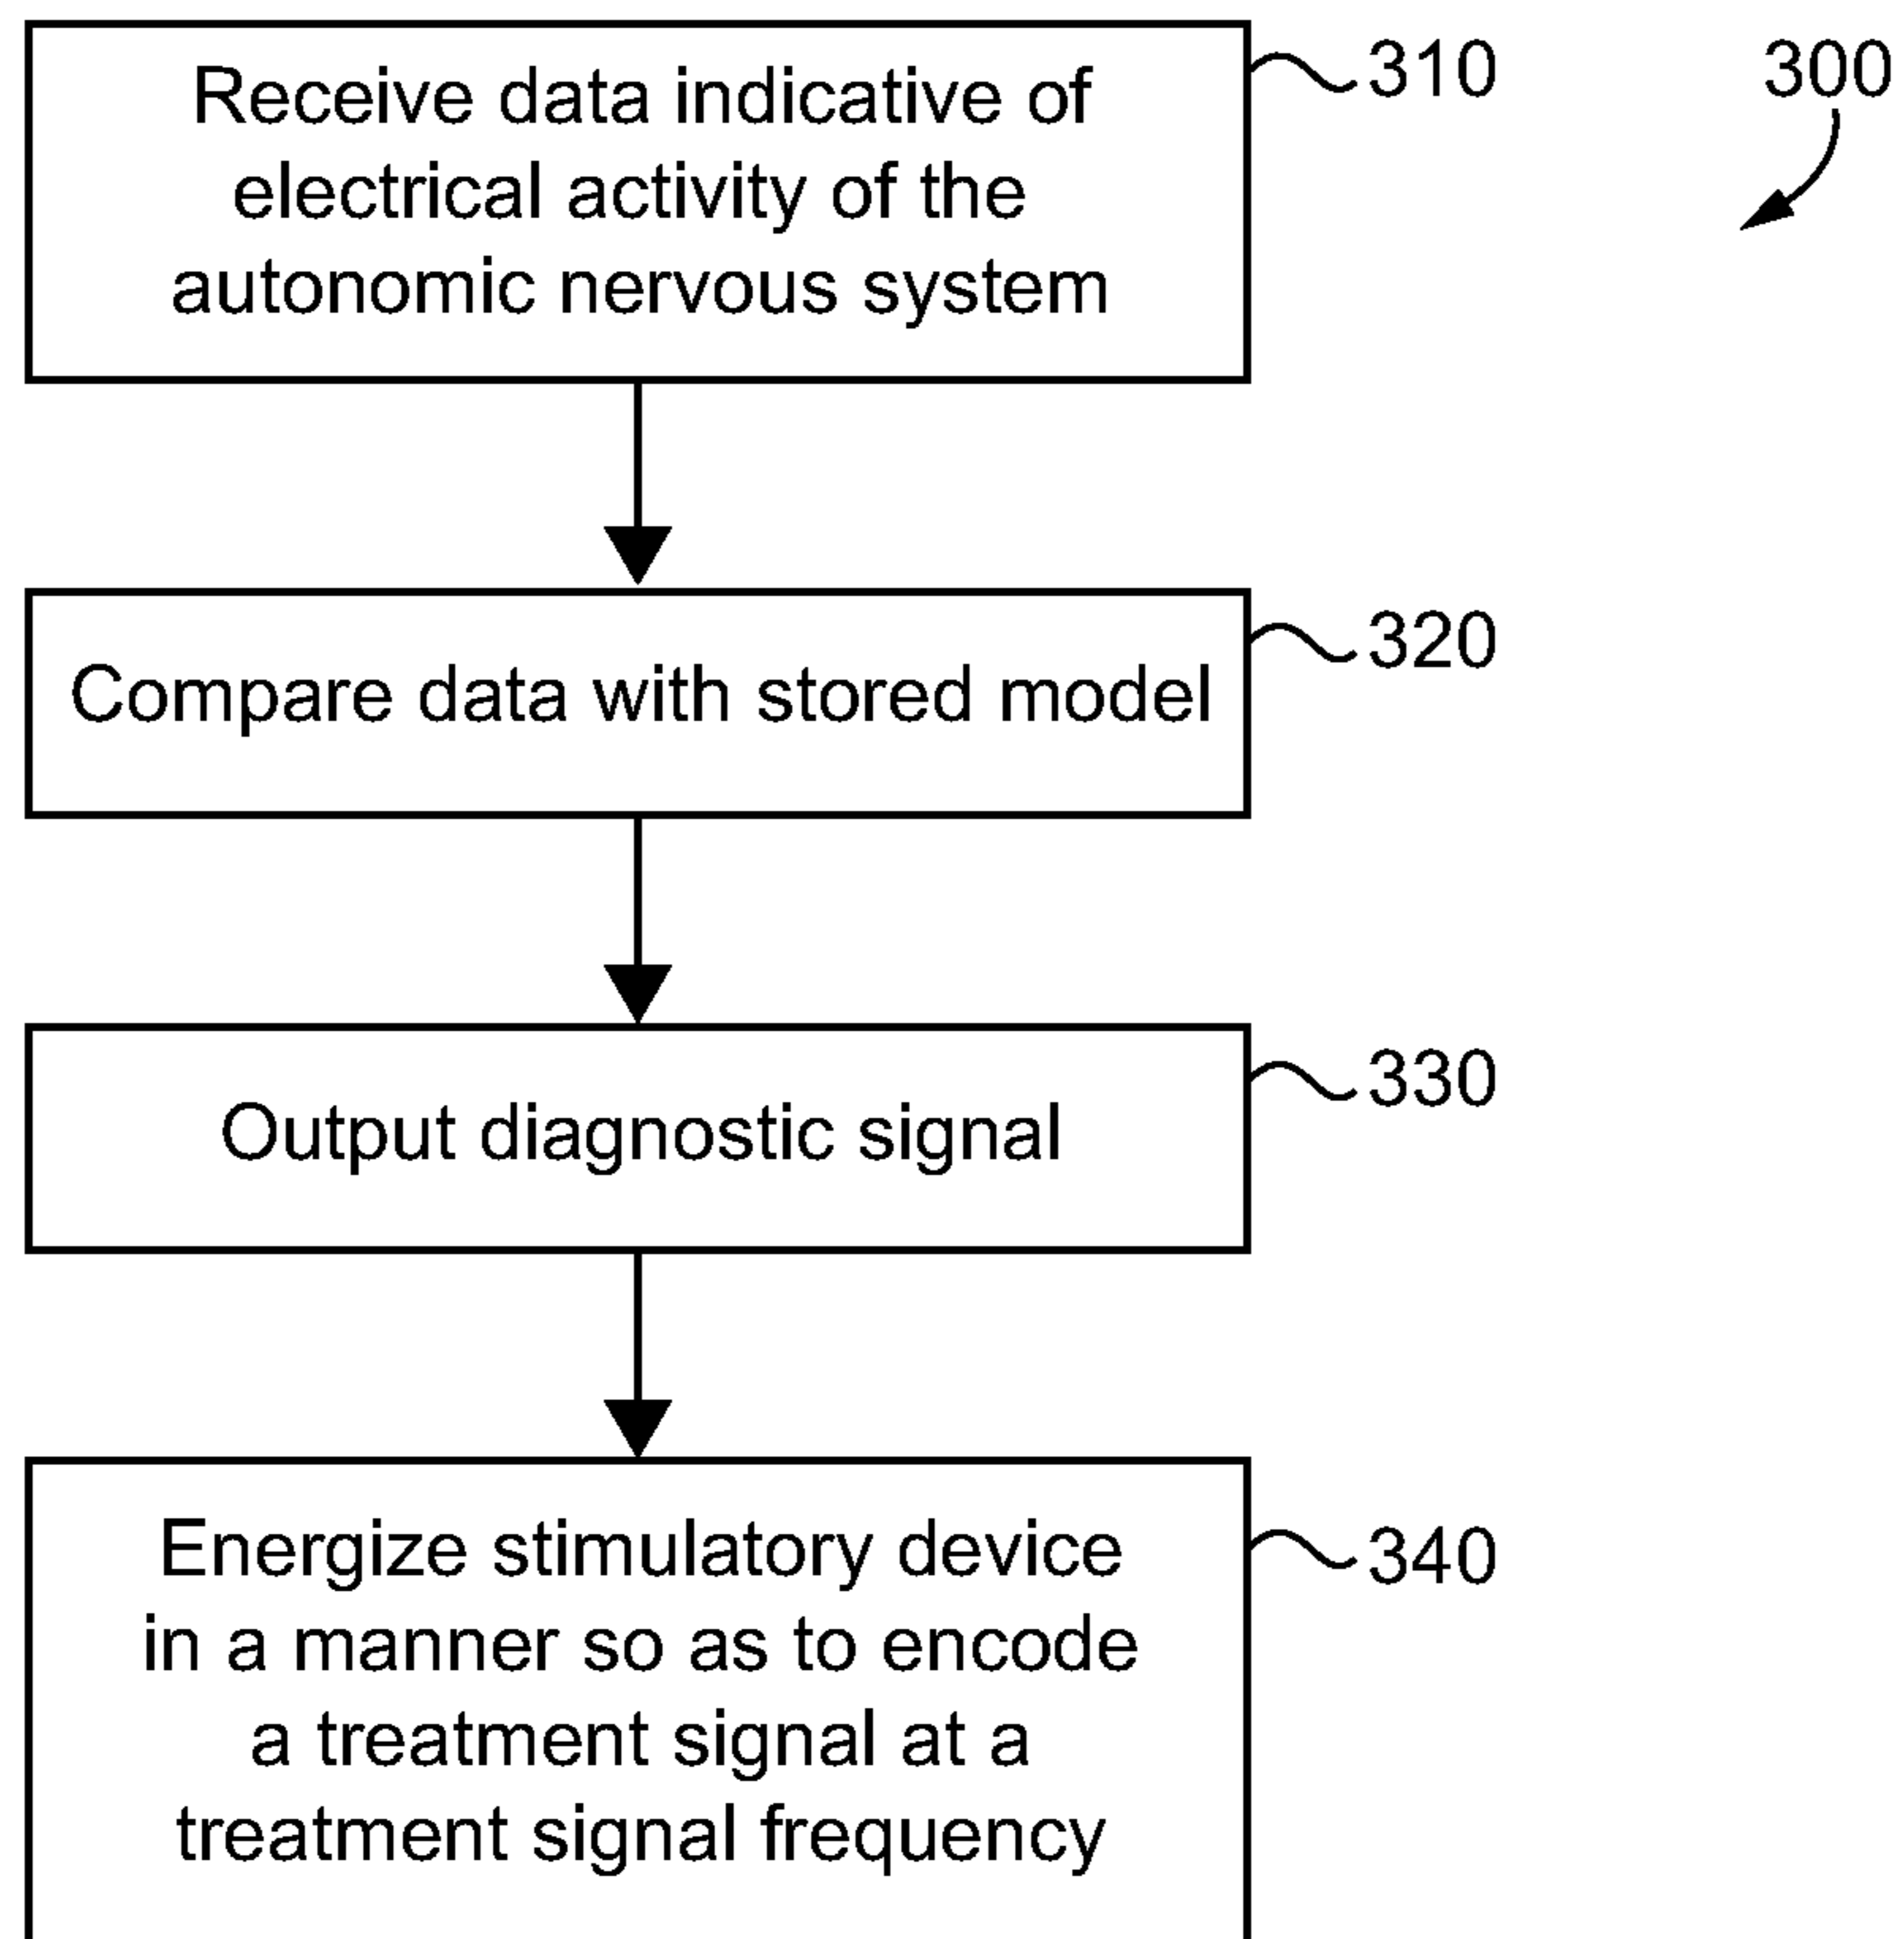 Receive data indicative of
electrical activity of the
autonomic nervous system
310
300
Compare data with stored model
320
Output diagnostic signal
330
Energize stimulatory device
in a manner so as to encode
a treatment signal at a
treatment signal frequency
340